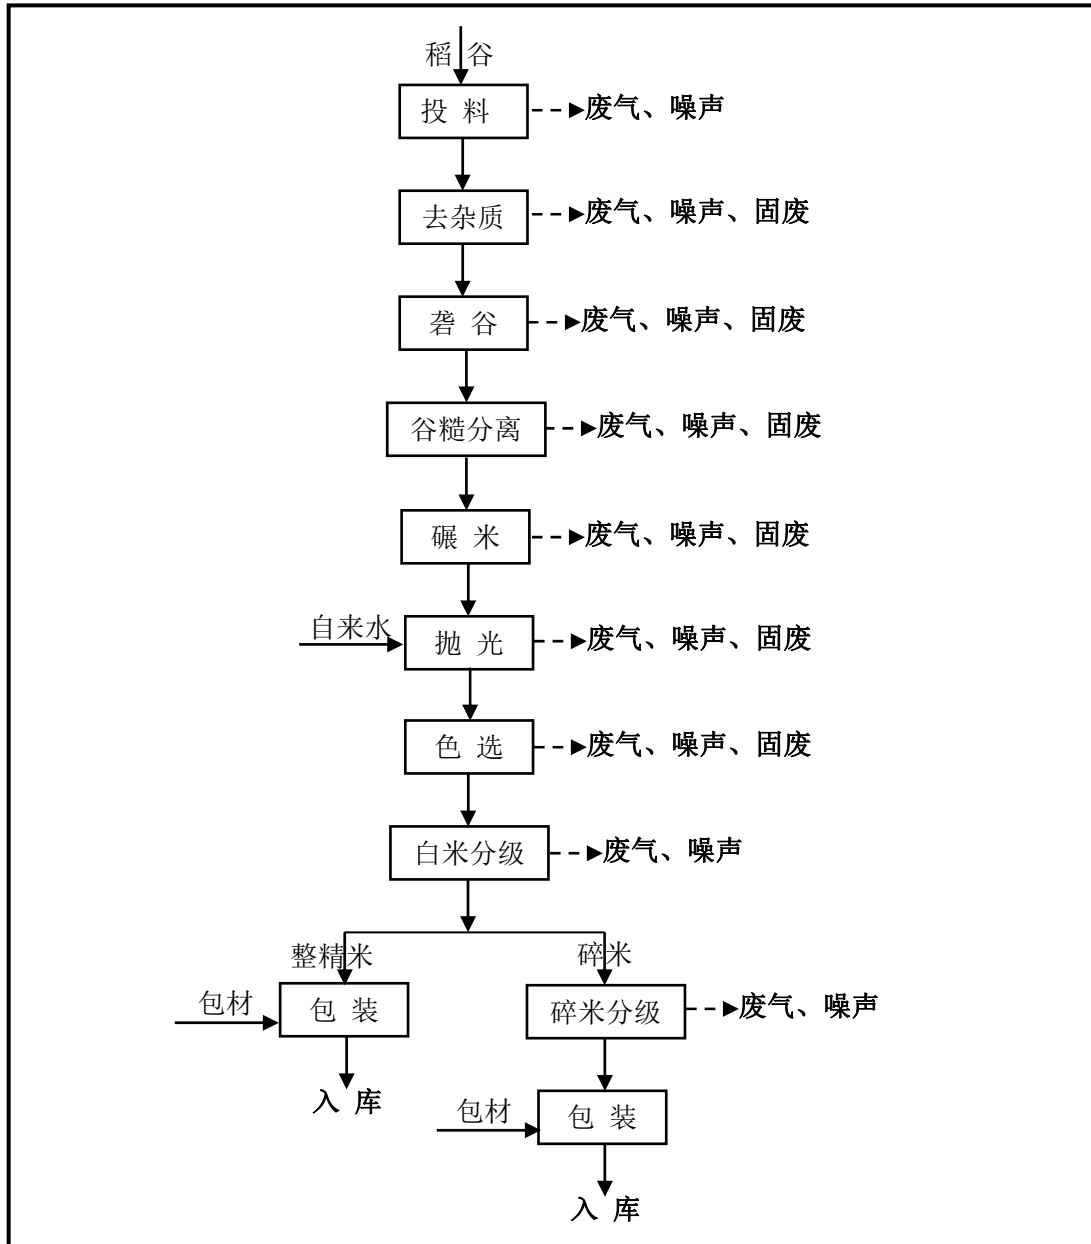 稻谷
投料
废气、噪声
去杂质
废气、噪声、固废
砻谷
废气、噪声、固废
谷糙分离
废气、噪声、固废
碾米
废气、噪声、固废
自来水
抛光
废气、噪声、固废
色选
废气、噪声、固废
白米分级
废气、噪声
整精米
碎米
包材
包装
碎米分级
废气、噪声
入库
包材
包装
入库